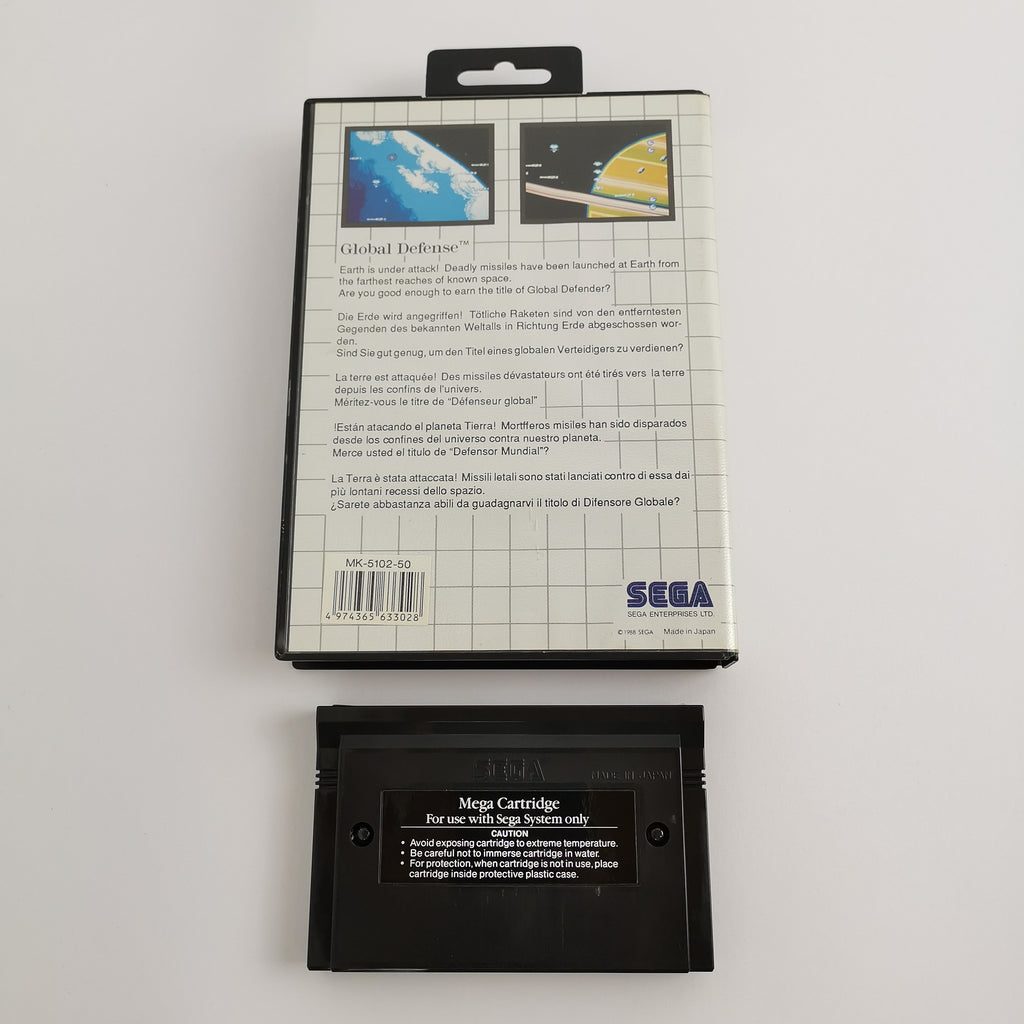 Global Defense™
Earth is under attack! Deadly missiles have been launched at Earth from
the farthest reaches of known space.
Are you good enough to earn the title of Global Defender?
Die Erde wird angegriffen! Tötliche Raketen sind von den entferntesten
Gegenden des bekannten Weltalls in Richtung Erde abgeschossen wor-
den.
Sind Sie gut genug, um den Titel eines globalen Verteidigers zu verdienen?
La terre est attaquée! Des missiles dévastateurs ont été tirés vers la terre
depuis les confins de l'univers.
Méritez-vous le titre de "Défenseur global"
!Están atacando el planeta Tierra! Mortfferos misiles han sido disparados
desde los confines del universo contra nuestro planeta.
Merce usted el titulo de "Defensor Mundial"?
La Terra è stata attaccata! Missili letali sono stati lanciati contro di essa dai
più lontani recessi dello spazio.
¿Sarete abbastanza abili da guadagnarvi il titolo di Difensore Globale?
MK-5102-50
4 974365 633028
SEGA
SEGA ENTERPRISES LTD.
©1988 SEGA Made in Japan
SEGA
MADE IN JAPAN
Mega Cartridge
For use with Sega System only
CAUTION
• Avoid exposing cartridge to extreme temperature.
• Be careful not to immerse cartridge in water.
• For protection, when cartridge is not in use, place
cartridge inside protective plastic case.